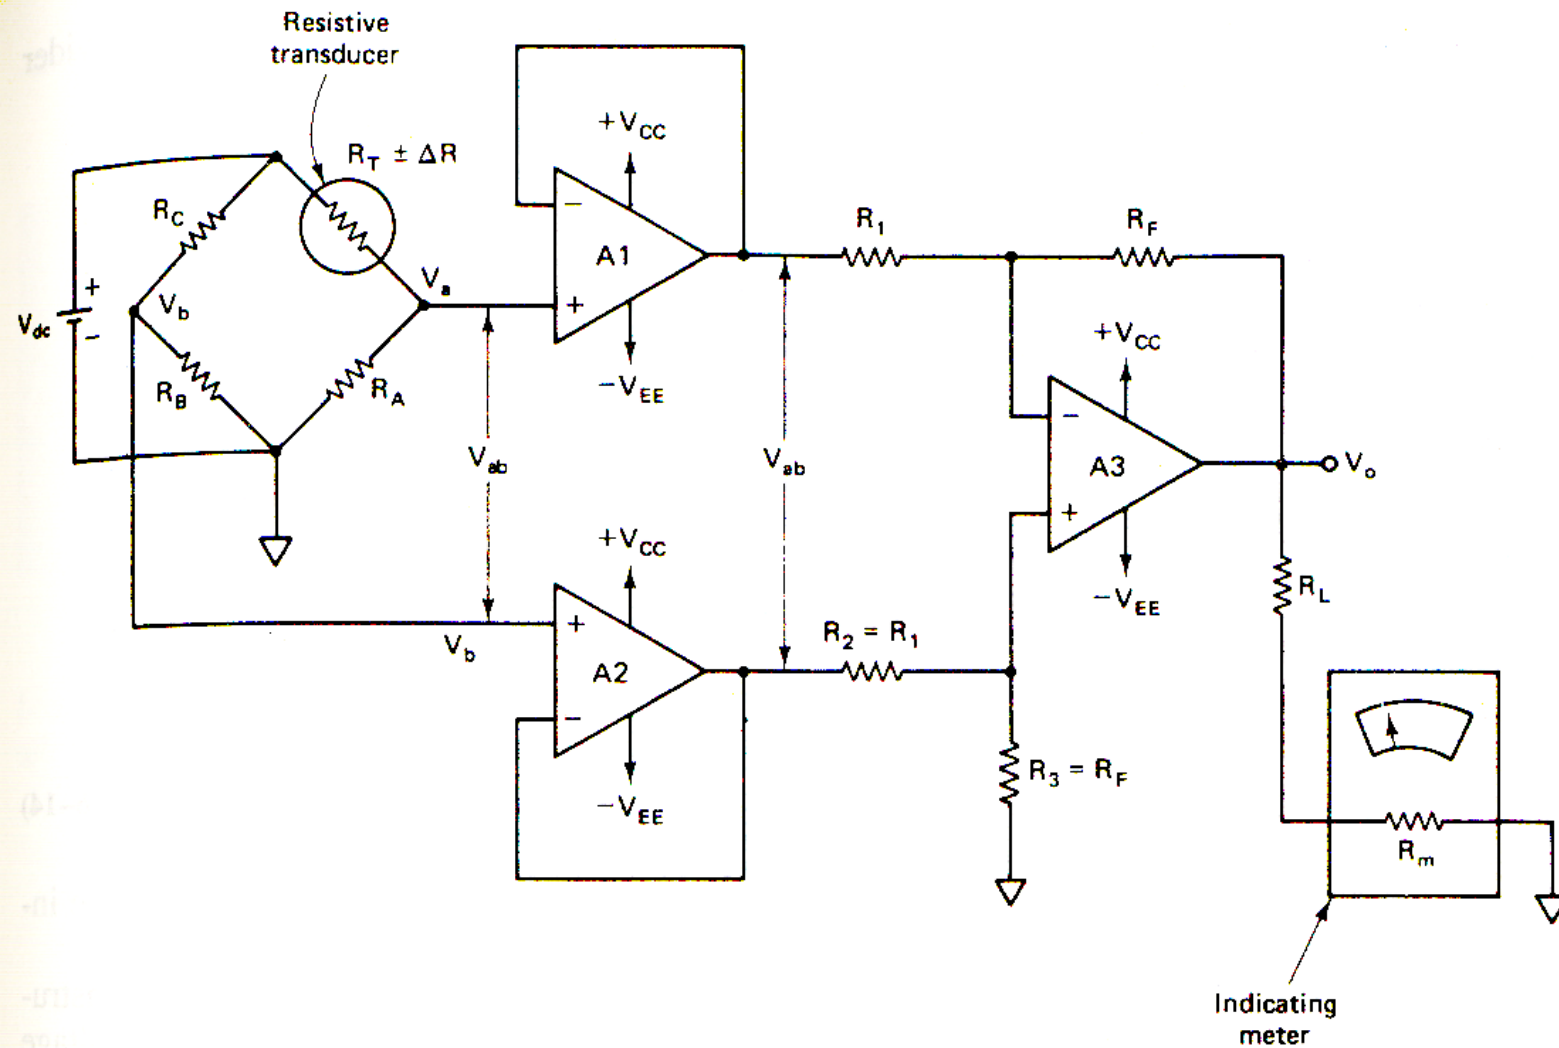 Resistive
transducer
R_T ± ΔR
+V_CC
R_C
V_a
A1
R_1
R_F
V_dc
+
−
V_b
−
+
R_B
R_A
−V_EE
+V_CC
V_ab
V_ab
−
A3
+
V_o
+V_CC
−V_EE
R_L
V_b
+
A2
−
R_2 = R_1
−V_EE
R_3 = R_F
R_m
Indicating
meter